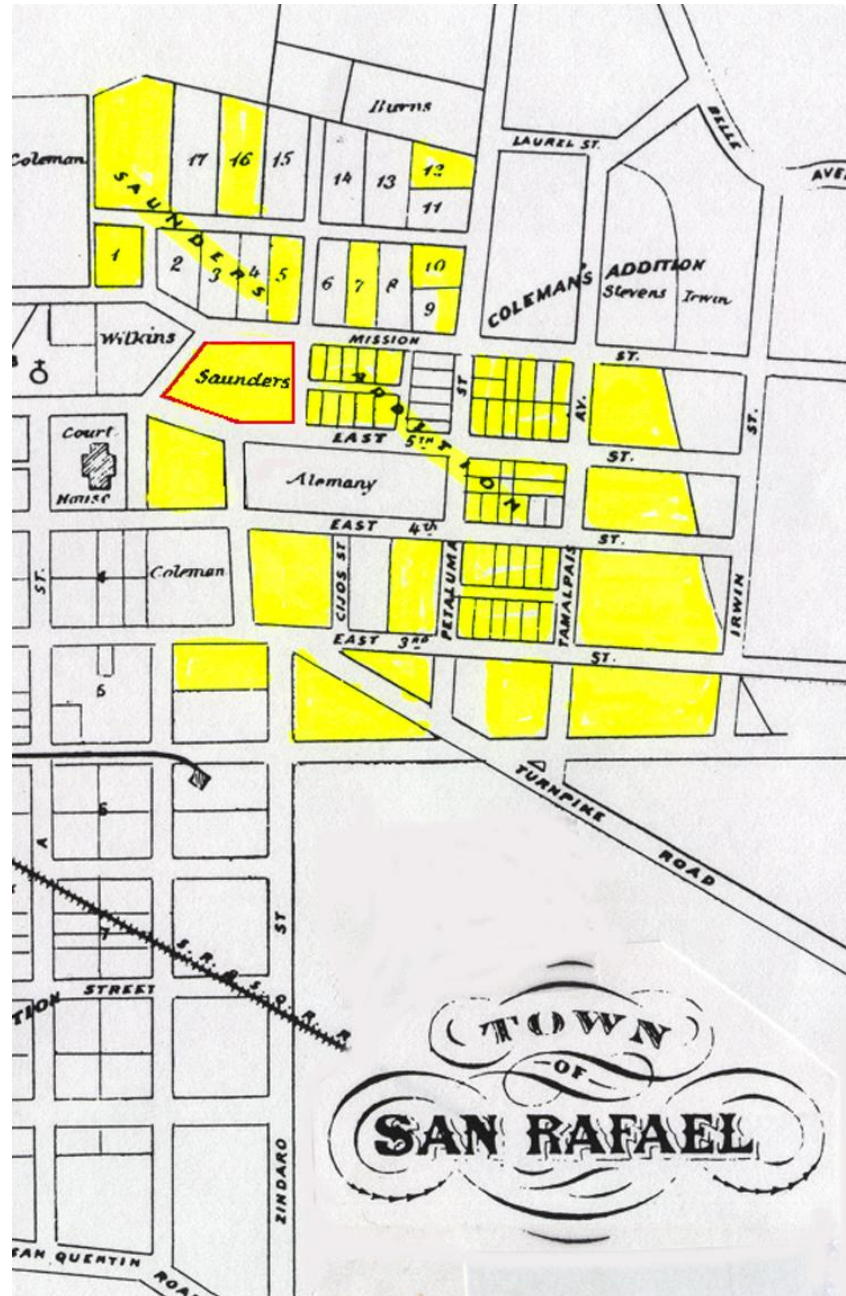 Burns
Coleman
17
16
15
14
13
12
11
LAUREL ST.
BELLE
AVE
SAUNDERS
1
2
3
4
5
6
7
8
10
9
COLEMAN'S ADDITION
Stevens
Irwin
Wilkins
MISSION
ST.
Saunders
ADDITION
ST
AV.
ST.
Court
House
EAST 5TH
ST.
Alemany
EAST 4th
ST.
ST.
4
Coleman
CIJOS ST
PETALUMA
TAMALPAIS
IRWIN
EAST 3RD
ST.
5
TURNPIKE
ROAD
6
A
7
ST
S. R. & S. Q. R. R
STREET
TION
TOWN
OF
SAN RAFAEL
ZINDARO
SAN QUENTIN
ROAD